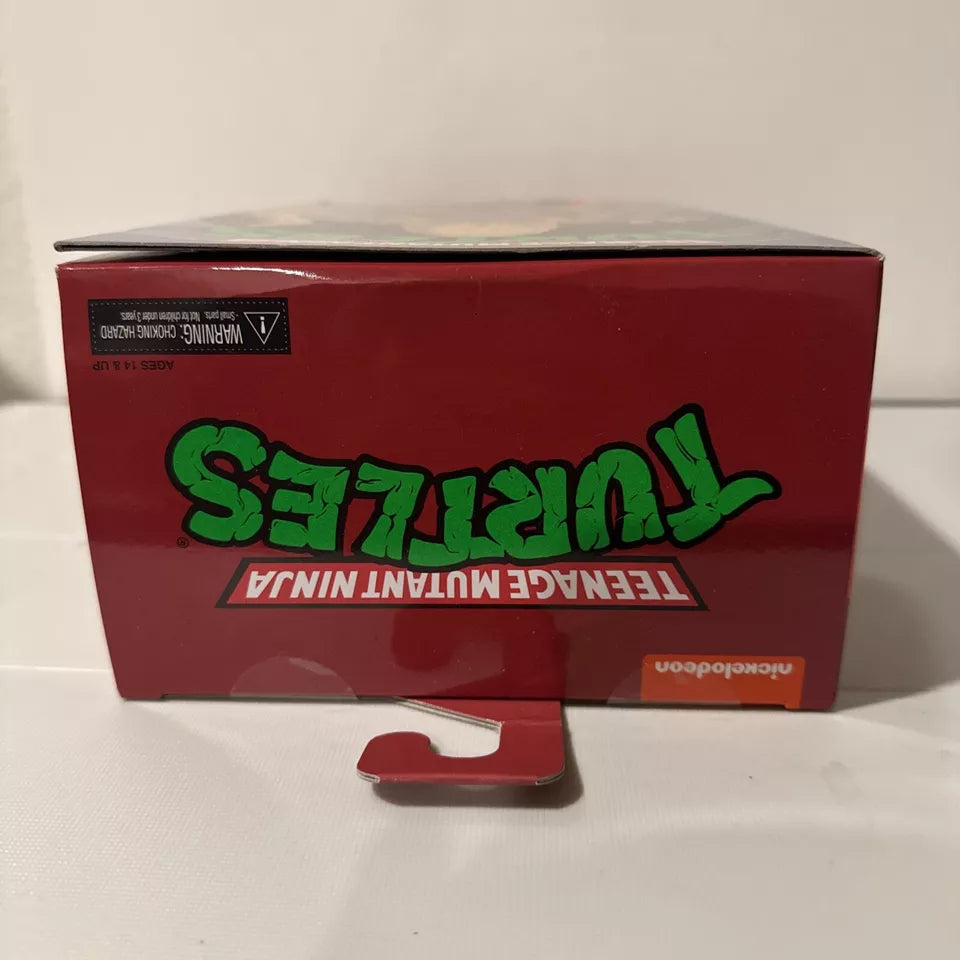 nickelodeon
TEENAGE MUTANT NINJA
TURTLES®
AGES 14 & UP
WARNING: CHOKING HAZARD
- Small parts. Not for children under 3 years.